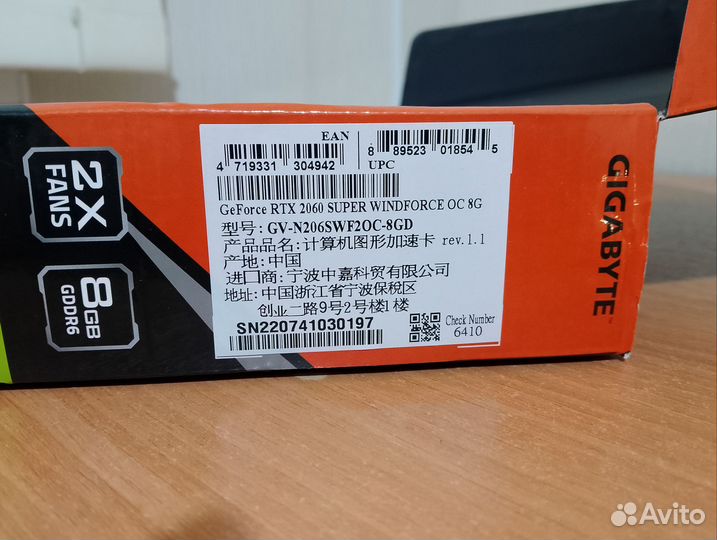 2X
FANS
8GB
GDDR6
EAN
4 719331 304942
8 89523 01854 5
UPC
GeForce RTX 2060 SUPER WINDFORCE OC 8G
型号: GV-N206SWF2OC-8GD
产品品名: 计算机图形加速卡 rev.1.1
产地: 中国
进口商: 宁波中嘉科贸有限公司
地址: 中国浙江省宁波保税区
创业二路9号2号楼1楼
SN220741030197
Check Number
6410
GIGABYTE™
Avito